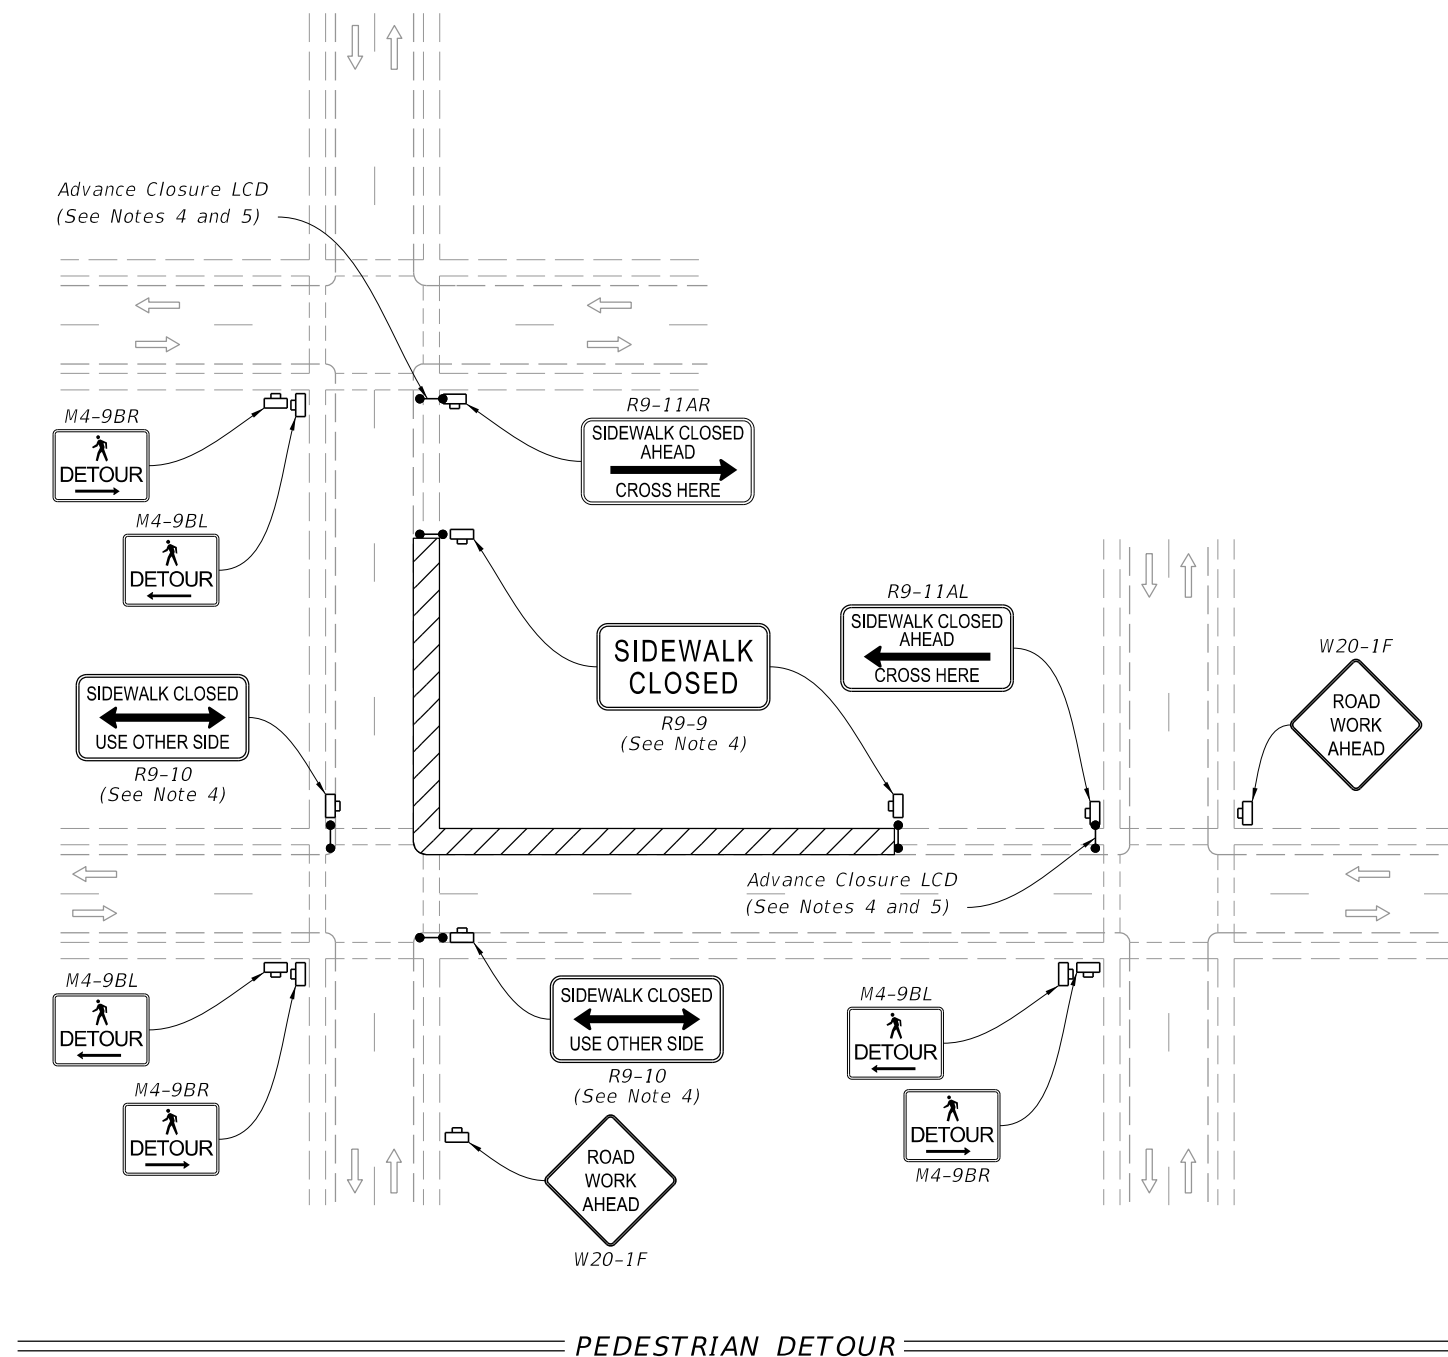 Advance Closure LCD
(See Notes 4 and 5)
M4-9BR
DETOUR
M4-9BL
DETOUR
R9-11AR
SIDEWALK CLOSED
AHEAD
CROSS HERE
SIDEWALK
CLOSED
R9-9
(See Note 4)
R9-11AL
SIDEWALK CLOSED
AHEAD
CROSS HERE
W20-1F
ROAD
WORK
AHEAD
SIDEWALK CLOSED
USE OTHER SIDE
R9-10
(See Note 4)
Advance Closure LCD
(See Notes 4 and 5)
M4-9BL
DETOUR
M4-9BR
DETOUR
SIDEWALK CLOSED
USE OTHER SIDE
R9-10
(See Note 4)
M4-9BL
DETOUR
DETOUR
M4-9BR
ROAD
WORK
AHEAD
W20-1F
PEDESTRIAN DETOUR